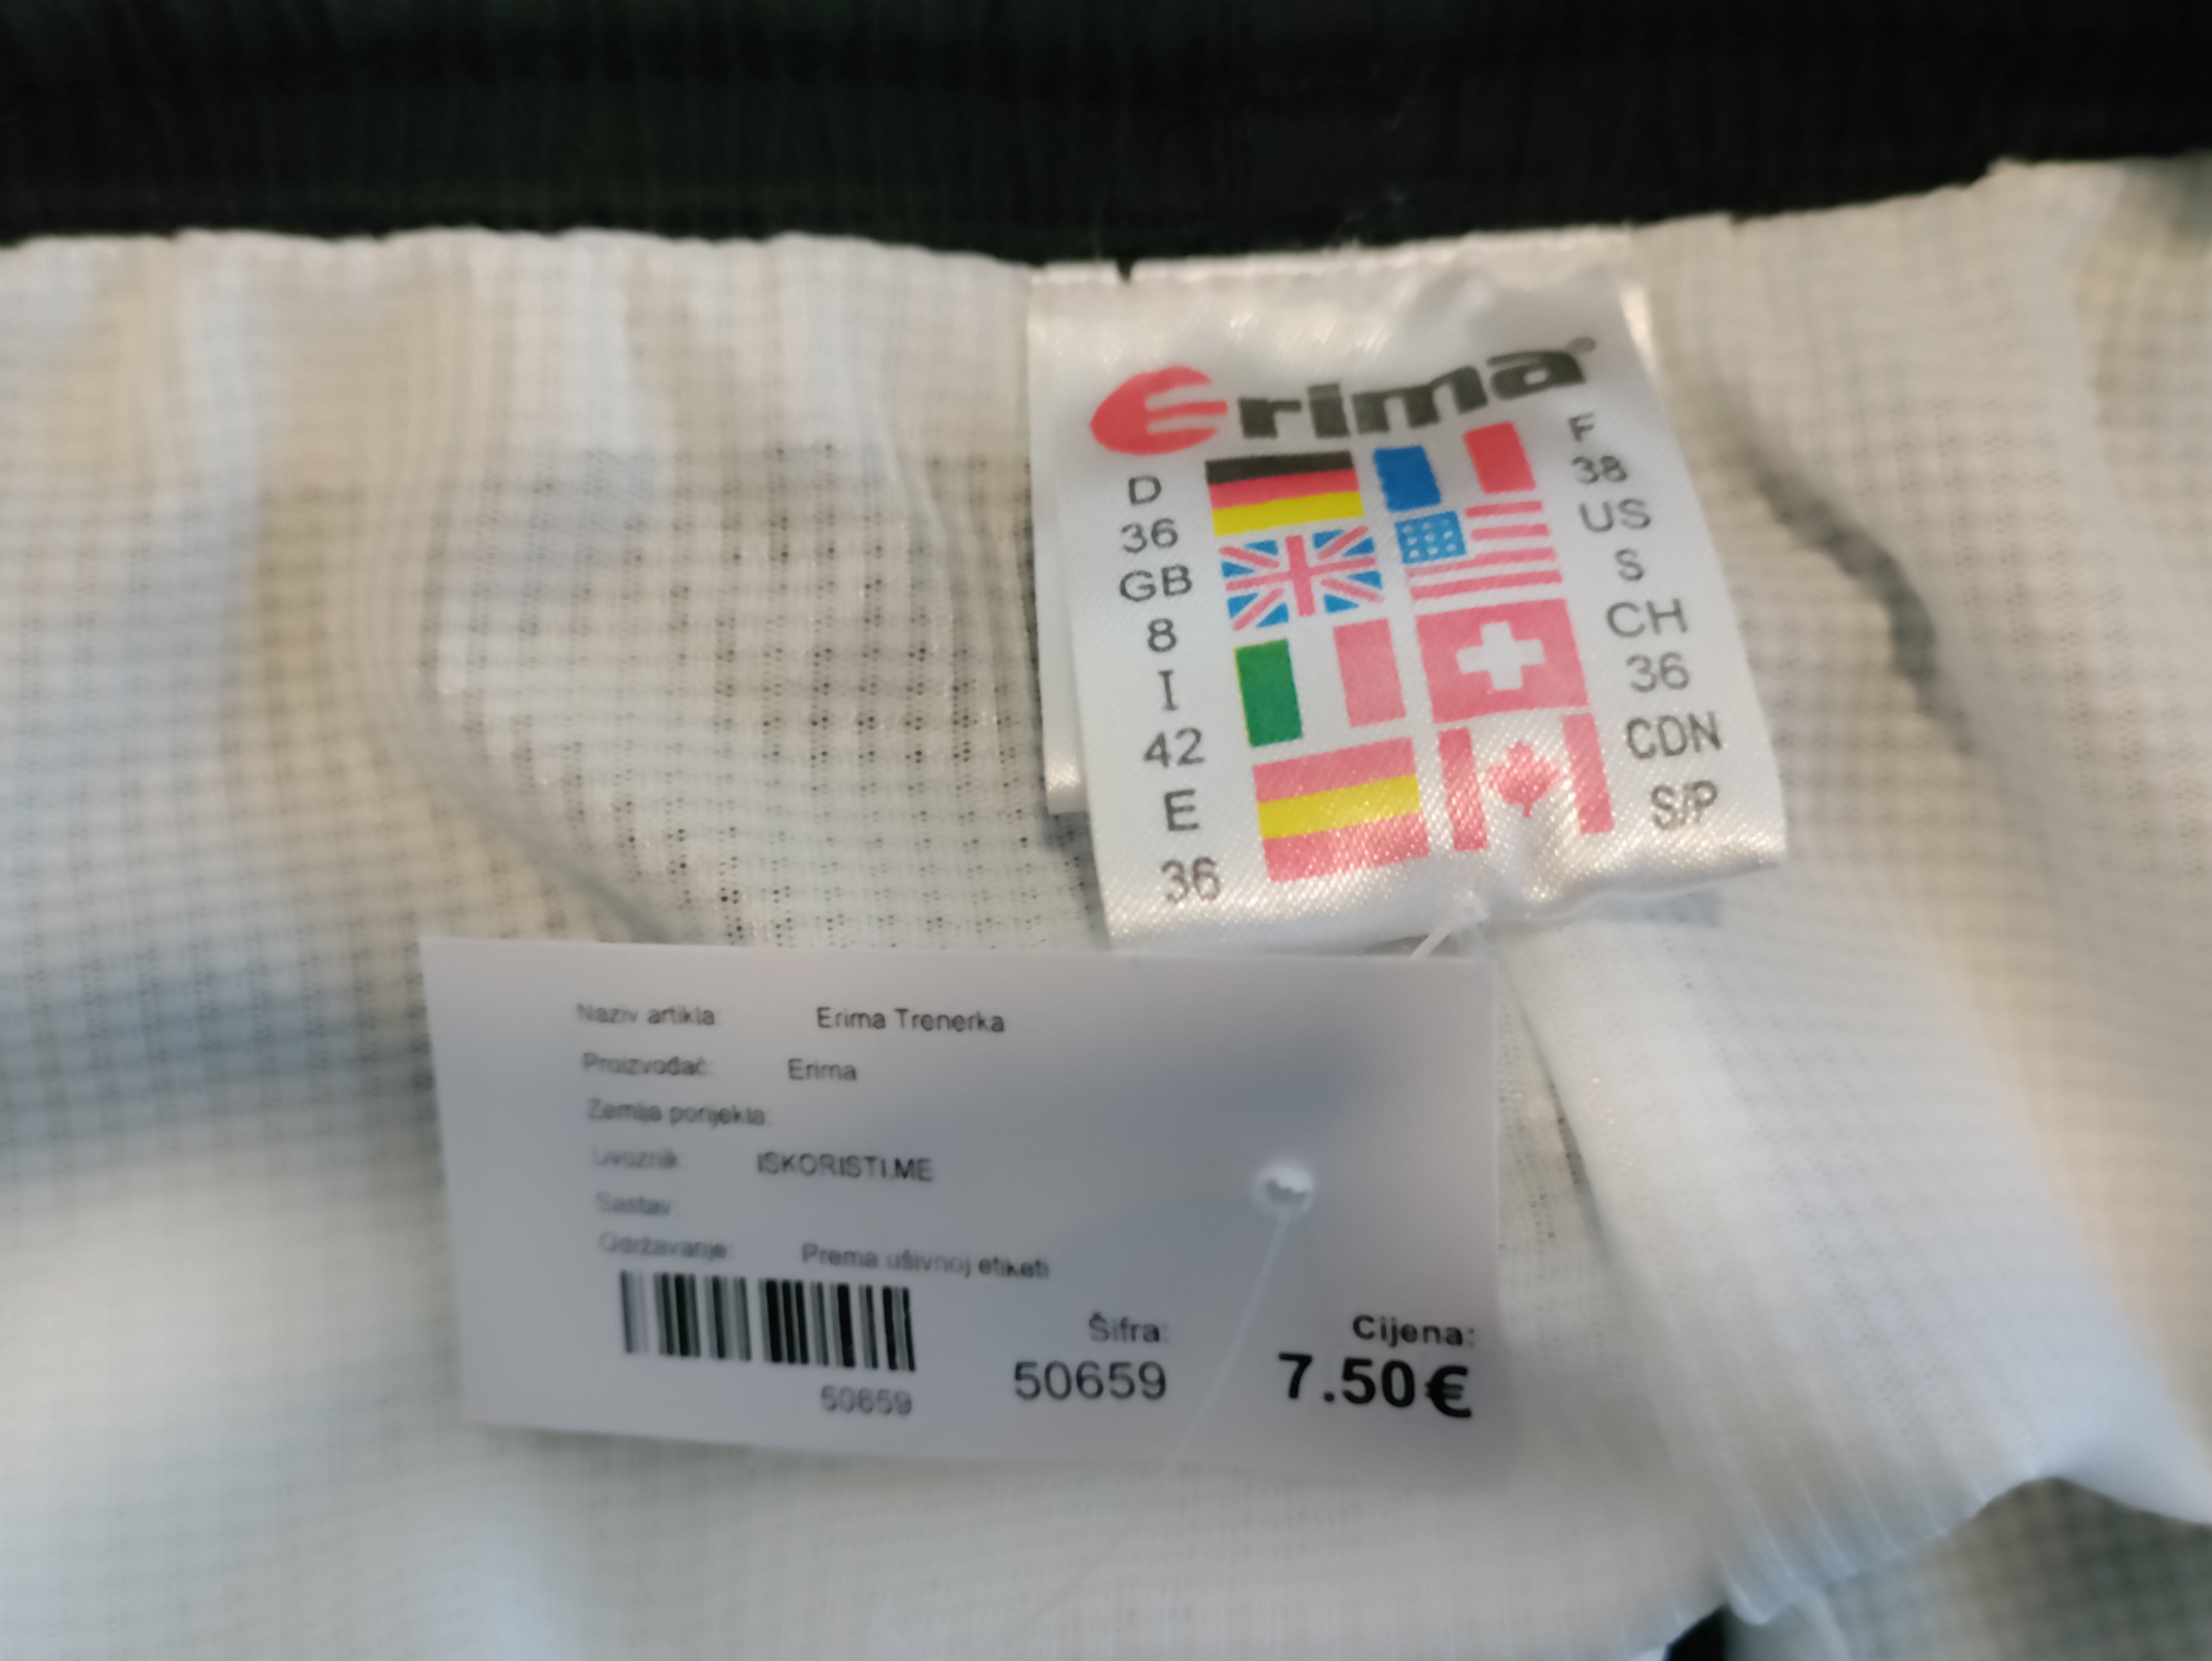 erima®
D
36
GB
8
I
42
E
36
F
38
US
S
CH
36
CDN
S/P
Naziv artikla: Erima Trenerka
Proizvođač: Erima
Zemlja porijekla:
Uvoznik: ISKORISTI.ME
Sastav:
Održavanje: Prema ušivnoj etiketi
50659
Šifra:
50659
Cijena:
7.50€